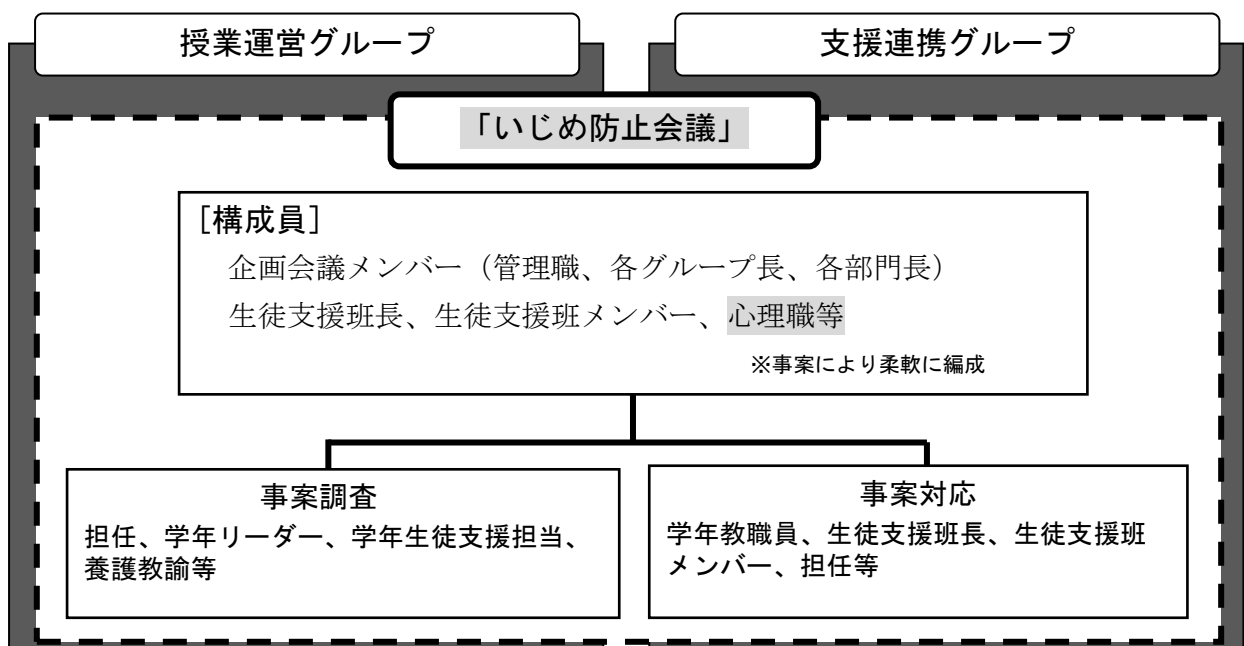 授業運営グループ
支援連携グループ
「いじめ防止会議」
［構成員］
企画会議メンバー（管理職、各グループ長、各部門長）
生徒支援班長、生徒支援班メンバー、心理職等
※事案により柔軟に編成
事案調査
担任、学年リーダー、学年生徒支援担当、
養護教諭等
事案対応
学年教職員、生徒支援班長、生徒支援班
メンバー、担任等